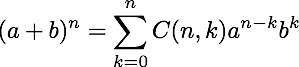 (a + b)^n = \sum_{k=0}^{n} C(n, k) a^{n-k} b^k